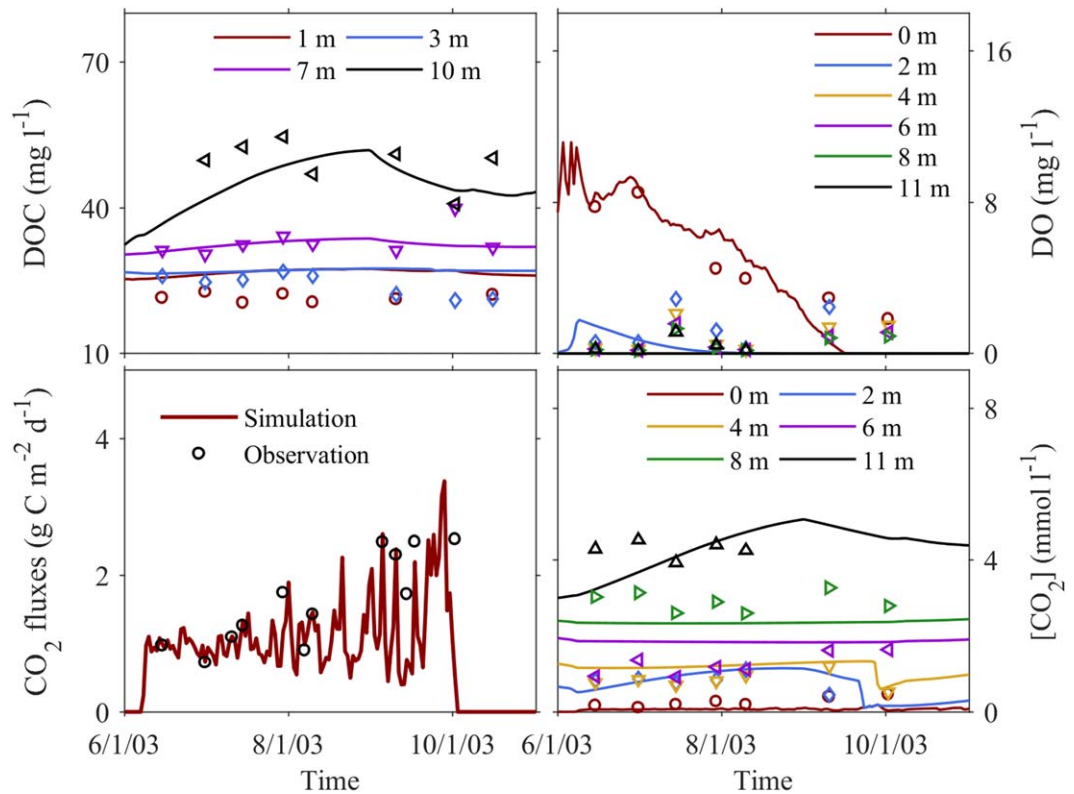 1 m 3 m
7 m 10 m
70
40
10
DOC (mg l⁻¹)
0 m
2 m
4 m
6 m
8 m
11 m
16
8
0
DO (mg l⁻¹)
Simulation
Observation
4
2
0
CO₂ fluxes (g C m⁻² d⁻¹)
6/1/03 8/1/03 10/1/03
Time
0 m 2 m
4 m 6 m
8 m 11 m
8
4
0
[CO₂] (mmol l⁻¹)
6/1/03 8/1/03 10/1/03
Time